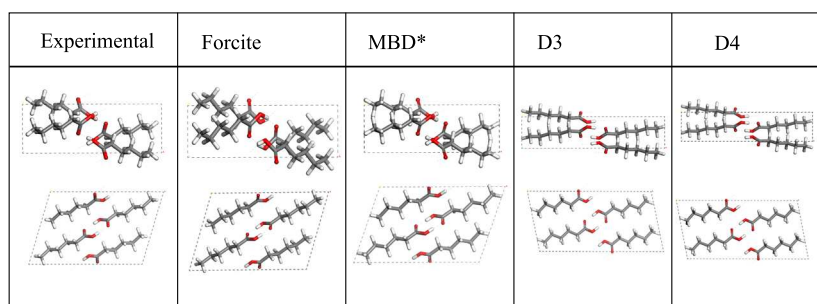 Experimental
Forcite
MBD*
D3
D4